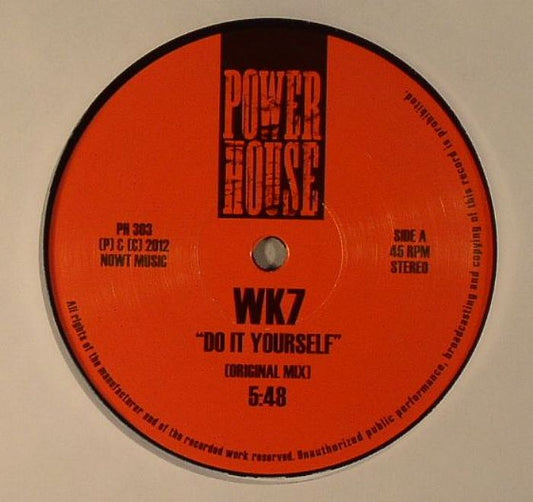 POWER
HOUSE
PH 303
(P) & (C) 2012
NOWT MUSIC
SIDE A
45 RPM
STEREO
WK7
"DO IT YOURSELF"
(ORIGINAL MIX)
5:48
All rights of the manufacturer and of the recorded work reserved. Unauthorized public performance, broadcasting and copying of this record is prohibited.